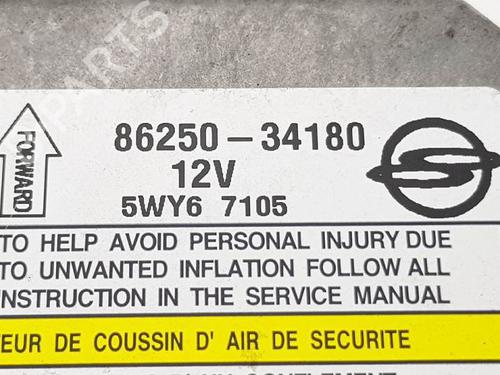 FORWARD
86250-34180
12V
5WY6 7105
TO HELP AVOID PERSONAL INJURY DUE
TO UNWANTED INFLATION FOLLOW ALL
INSTRUCTION IN THE SERVICE MANUAL
TEUR DE COUSSIN D' AIR DE SECURITE